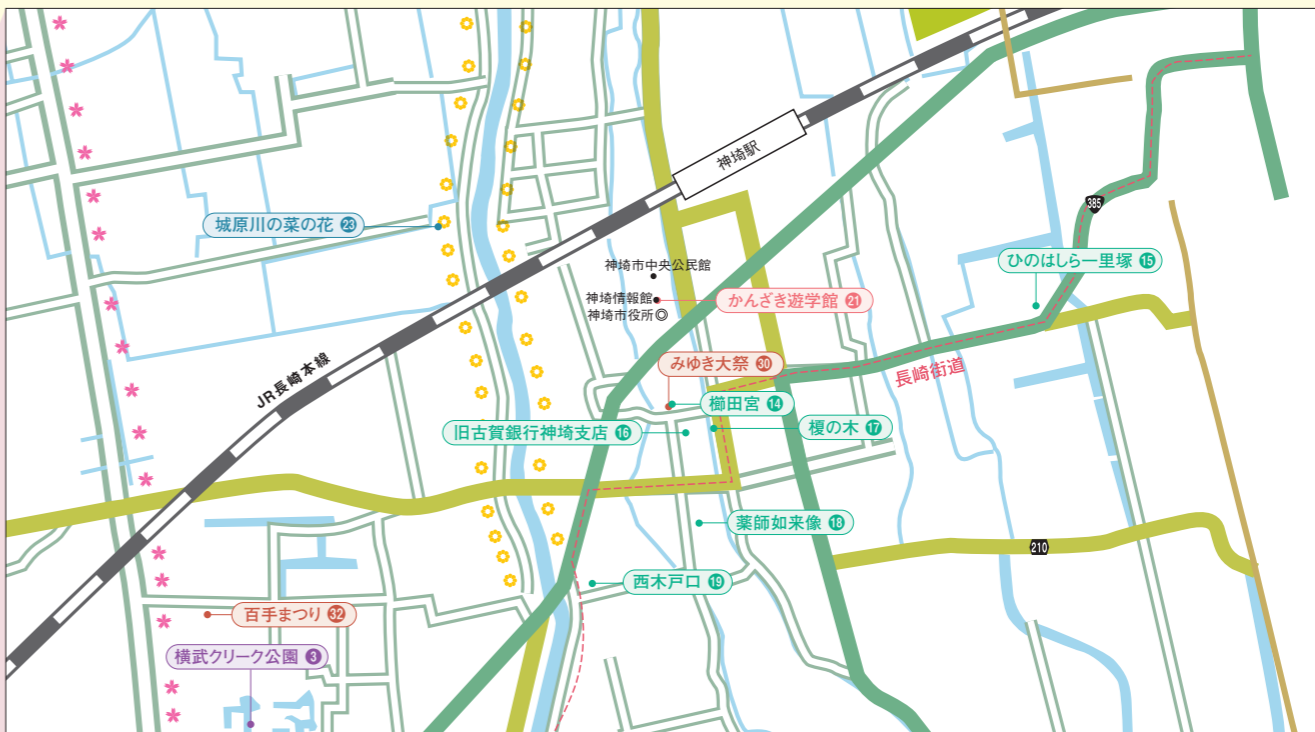 神埼駅
385
城原川の菜の花 23
ひのはしら一里塚 15
神埼市中央公民館
神埼情報館
かんざき遊学館 21
神埼市役所
JR長崎本線
みゆき大祭 30
長崎街道
櫛田宮 14
旧古賀銀行神埼支店 16
榎の木 17
薬師如来像 18
210
西木戸口 19
百手まつり 32
横武クリーク公園 3